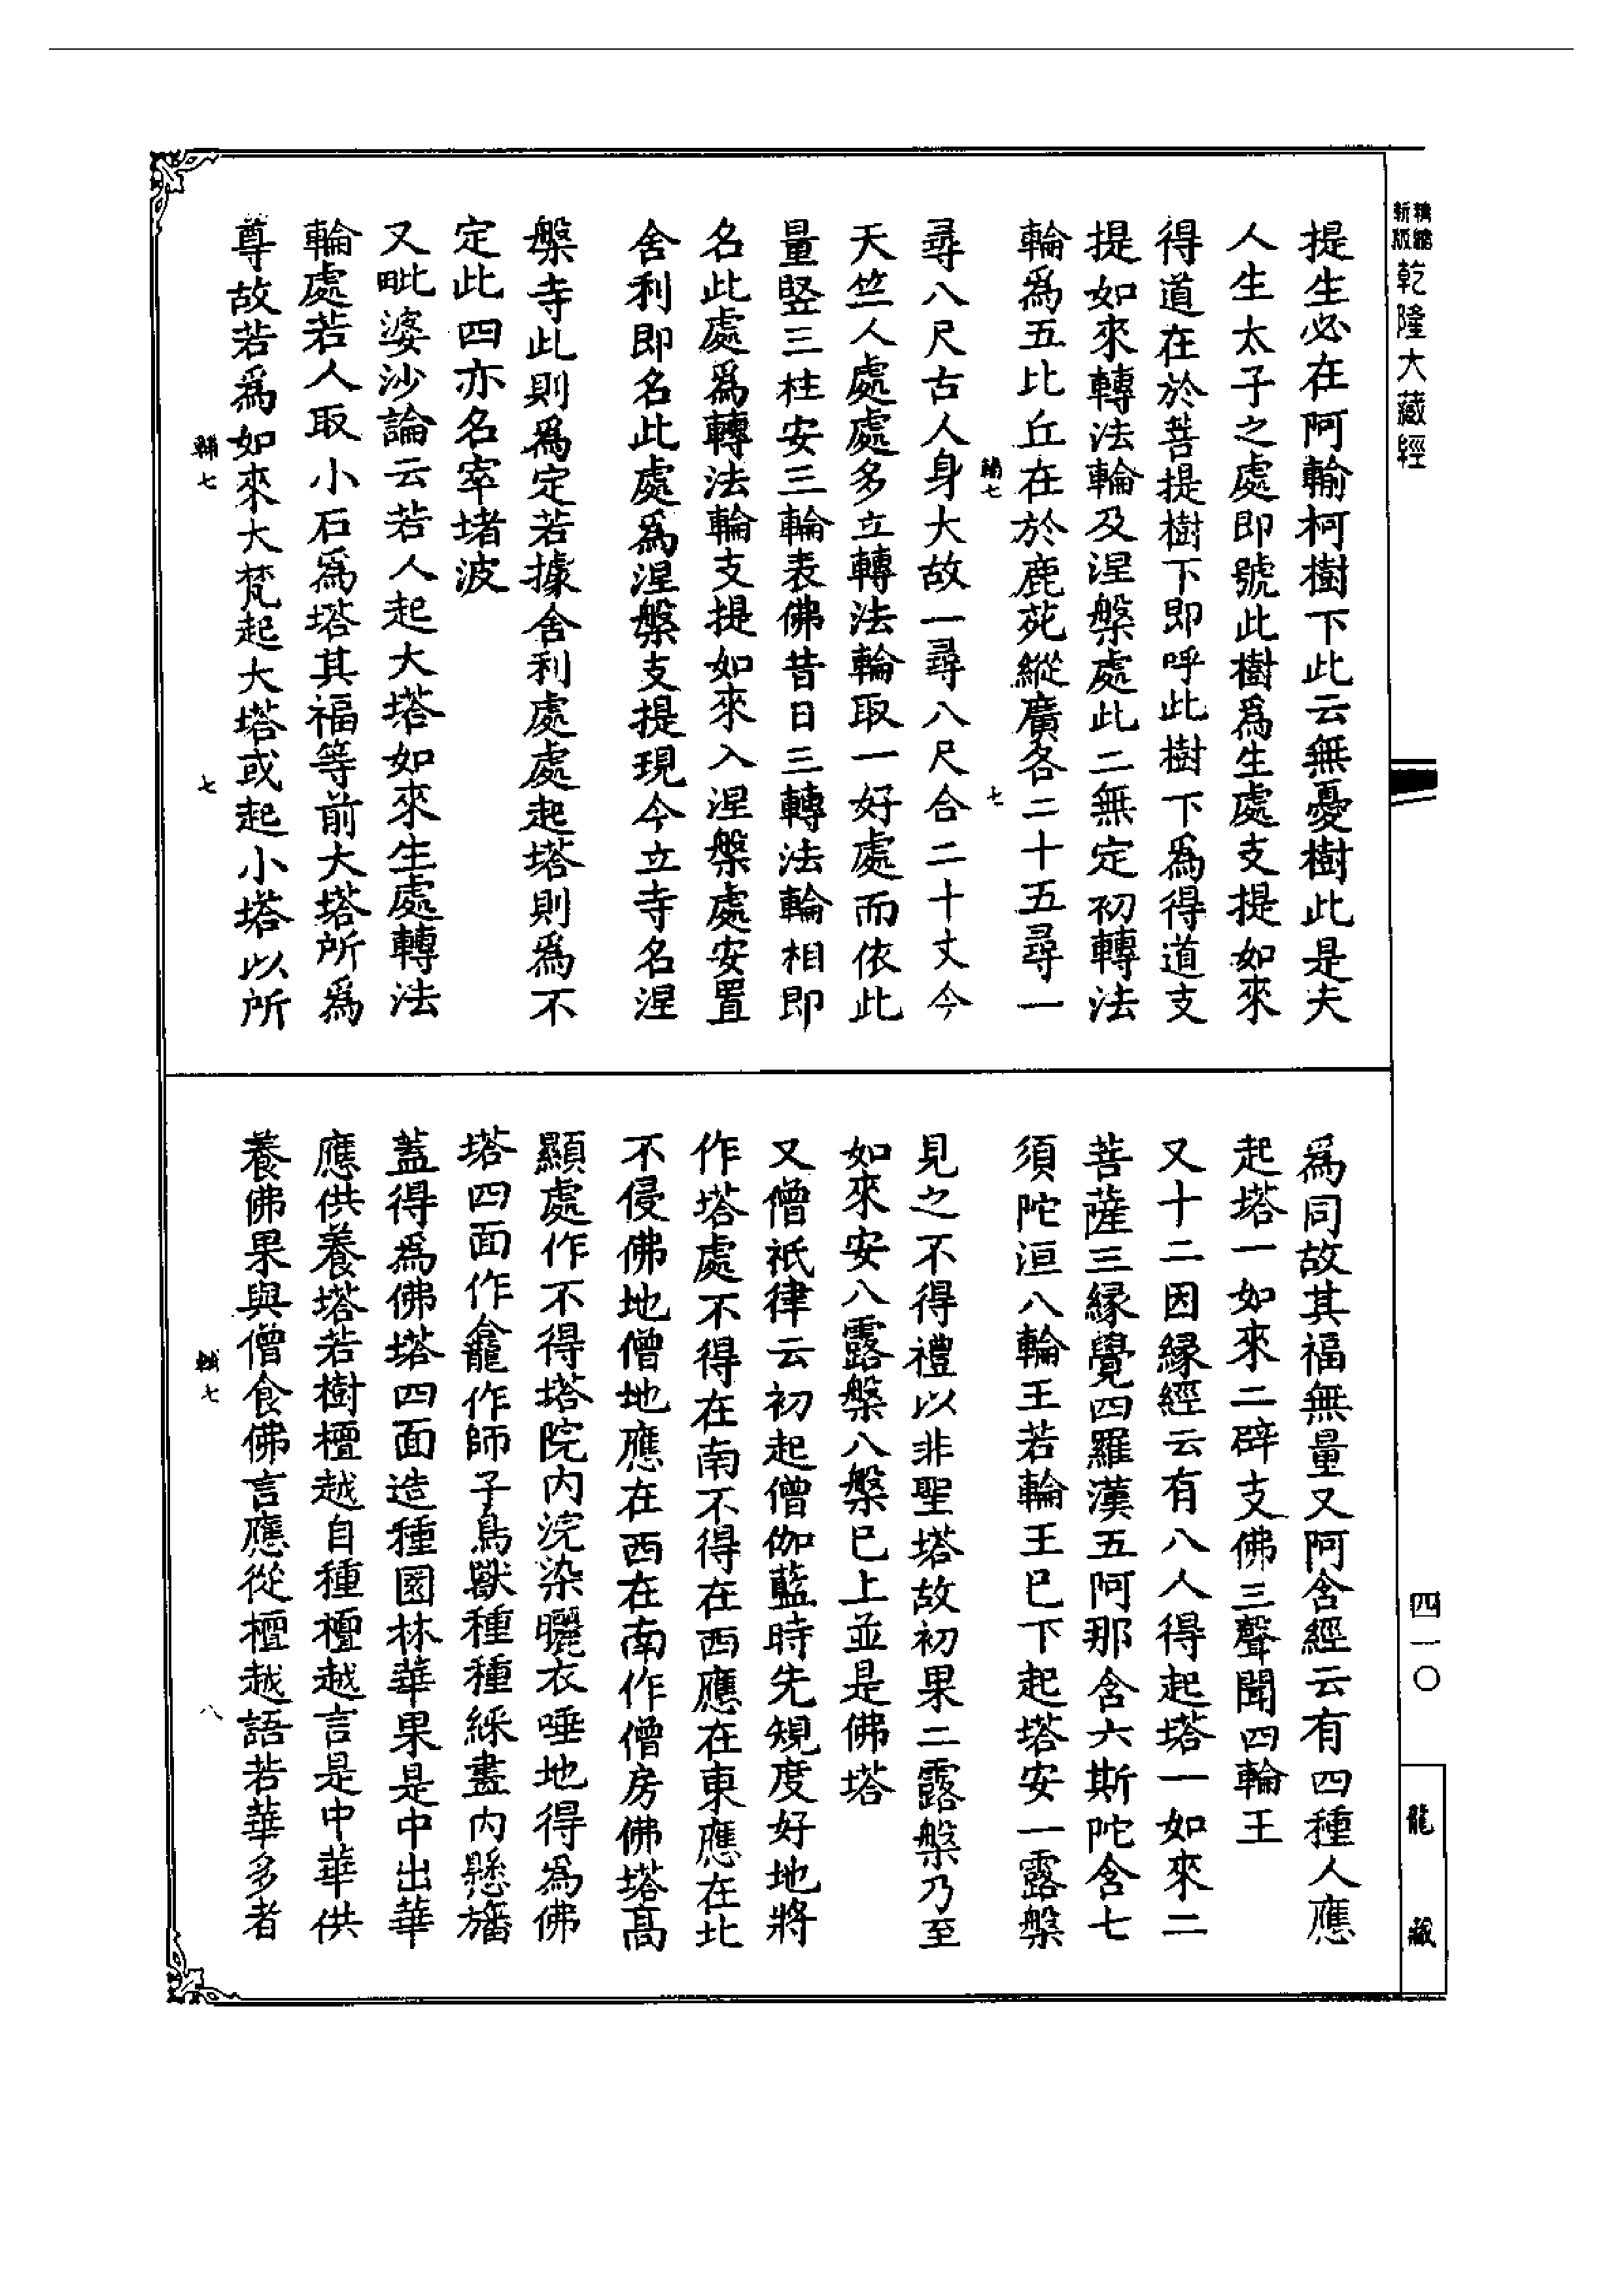 精縮新版
乾隆大藏經
提生必在阿輸柯樹下此云無憂樹此是夫
人生太子之處即號此樹爲生處支提如來
得道在於菩提樹下即呼此樹下爲得道支
提如來轉法輪及涅槃處此二無定初轉法
輪爲五比丘在於鹿苑縱廣各二十五尋一
輔七 七
尋八尺古人身大故一尋八尺合二十丈今
天竺人處處多立轉法輪取一好處而依此
量竪三柱安三輪表佛昔日三轉法輪相即
名此處爲轉法輪支提如來入涅槃處安置
舍利即名此處爲涅槃支提現今立寺名涅
槃寺此則爲定若據舍利處處起塔則爲不
定此四亦名窣堵波
又毗婆沙論云若人起大塔如來生處轉法
輪處若人取小石爲塔其福等前大塔所爲
尊故若爲如來大梵起大塔或起小塔以所
輔七 七
爲同故其福無量又阿含經云有四種人應
起塔一如來二辟支佛三聲聞四輪王
又十二因緣經云有八人得起塔一如來二
菩薩三緣覺四羅漢五阿那含六斯陀含七
須陀洹八輪王若輪王已下起塔安一露槃
見之不得禮以非聖塔故初果二露槃乃至
如來安八露槃八槃已上並是佛塔
又僧祇律云初起僧伽藍時先規度好地將
作塔處不得在南不得在西應在東應在北
不侵佛地僧地應在西在南作僧房佛塔高
顯處作不得塔院內浣染曬衣唾地得爲佛
塔四面作龕作師子鳥獸種種綵畫內懸旛
蓋得爲佛塔四面造種園林華果是中出華
應供養塔若樹檀越自種檀越言是中華供
養佛果與僧食佛言應從檀越語若華多者
輔七 八
四一〇
龍藏